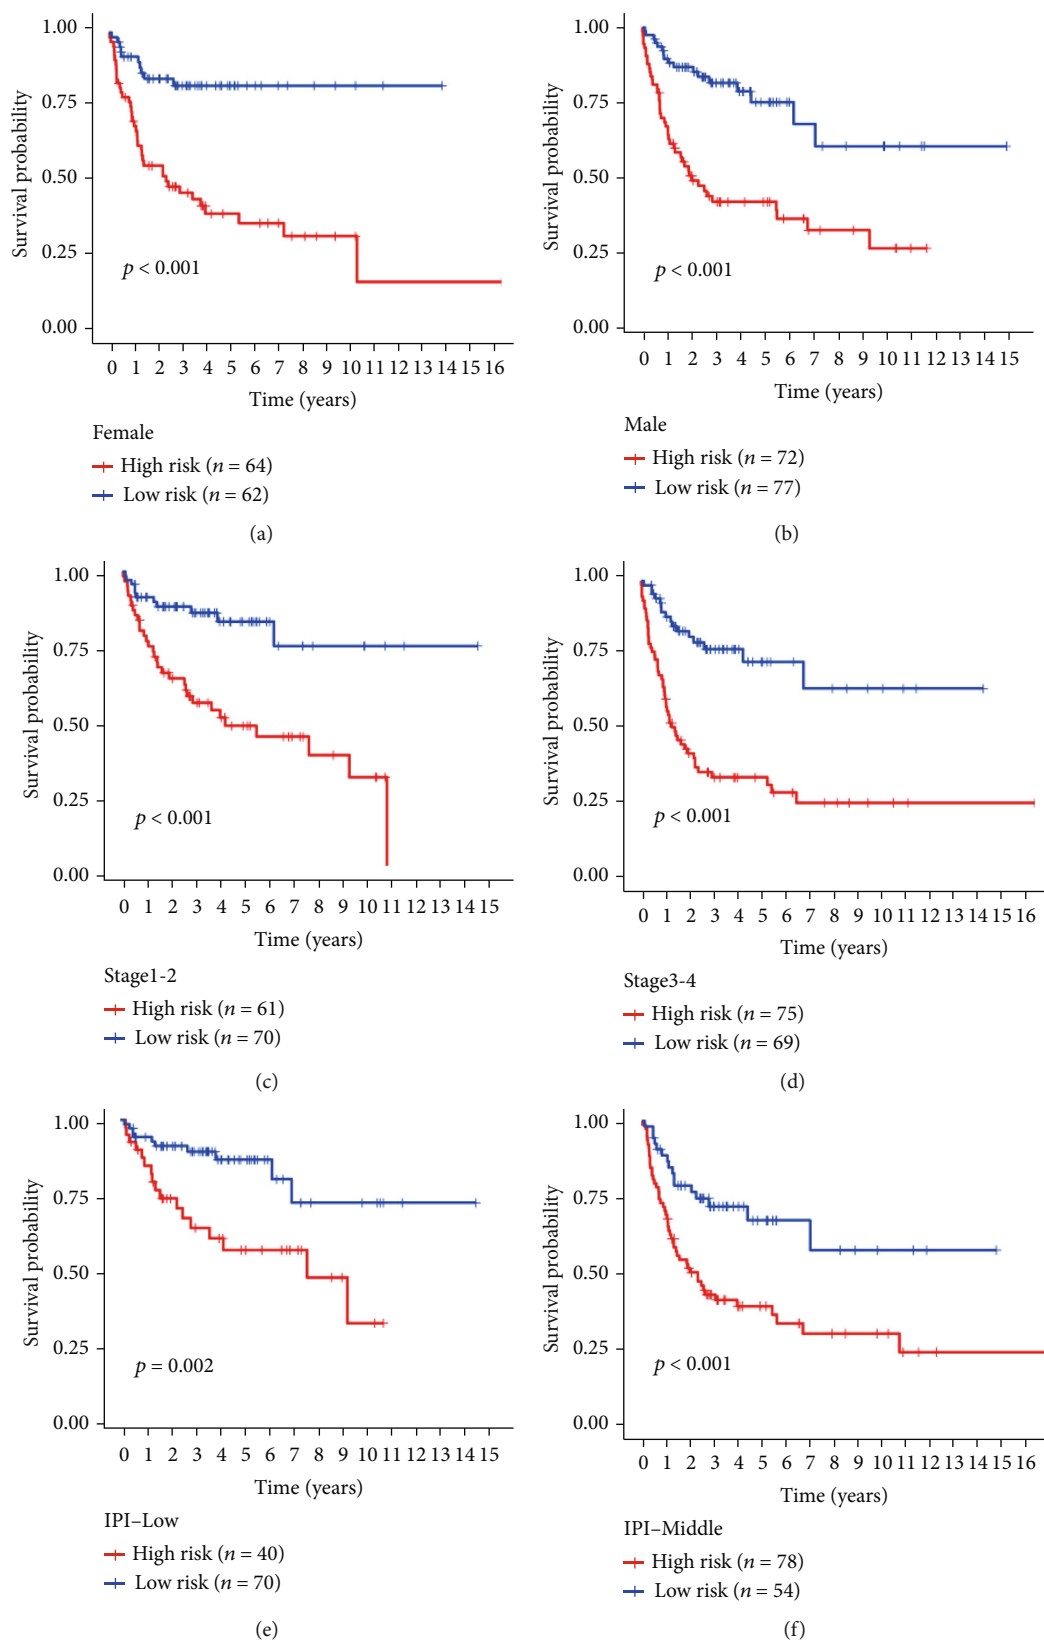 1.00
0.75
0.50
0.25
0.00
Survival probability
p < 0.001
0 1 2 3 4 5 6 7 8 9 10 11 12 13 14 15 16
Time (years)
Female
High risk (n = 64)
Low risk (n = 62)
(a)
1.00
0.75
0.50
0.25
0.00
Survival probability
p < 0.001
0 1 2 3 4 5 6 7 8 9 10 11 12 13 14 15
Time (years)
Male
High risk (n = 72)
Low risk (n = 77)
(b)
1.00
0.75
0.50
0.25
0.00
Survival probability
p < 0.001
0 1 2 3 4 5 6 7 8 9 10 11 12 13 14 15
Time (years)
Stage1-2
High risk (n = 61)
Low risk (n = 70)
(c)
1.00
0.75
0.50
0.25
0.00
Survival probability
p < 0.001
0 1 2 3 4 5 6 7 8 9 10 11 12 13 14 15 16
Time (years)
Stage3-4
High risk (n = 75)
Low risk (n = 69)
(d)
1.00
0.75
0.50
0.25
0.00
Survival probability
p = 0.002
0 1 2 3 4 5 6 7 8 9 10 11 12 13 14 15
Time (years)
IPI–Low
High risk (n = 40)
Low risk (n = 70)
(e)
1.00
0.75
0.50
0.25
0.00
Survival probability
p < 0.001
0 1 2 3 4 5 6 7 8 9 10 11 12 13 14 15 16
Time (years)
IPI–Middle
High risk (n = 78)
Low risk (n = 54)
(f)